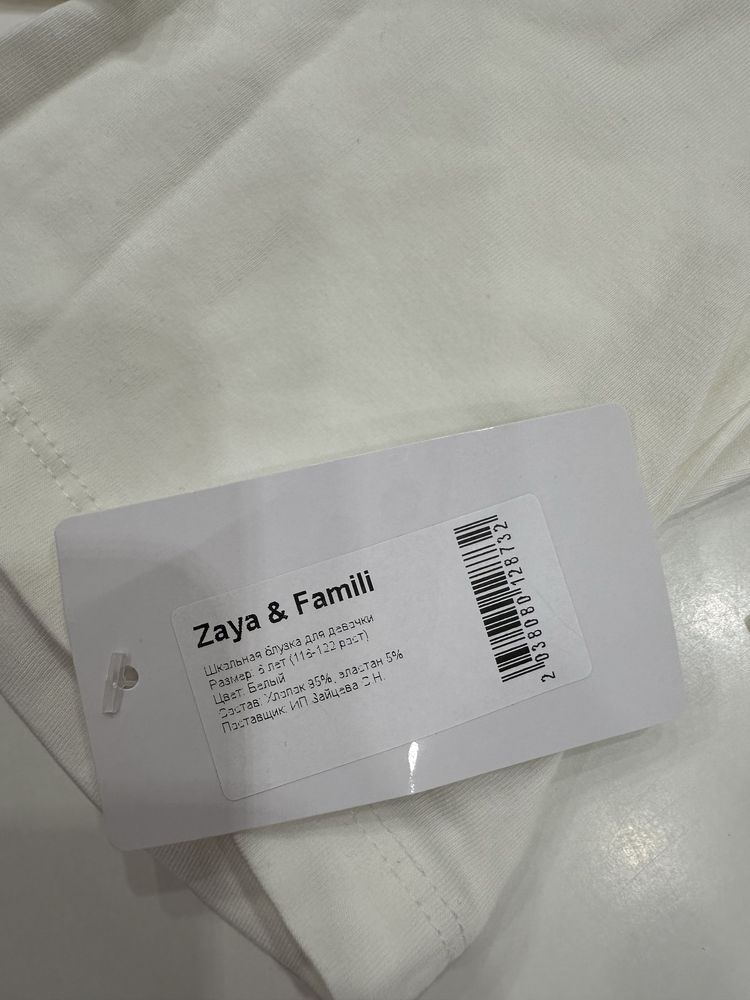 Zaya & Famili
Школьная блузка для девочки
Размер: 6 лет (116-122 рост)
Цвет: Белый
Состав: Хлопок 95%, эластан 5%
Поставщик: ИП Зайцева Н.
2038080128732